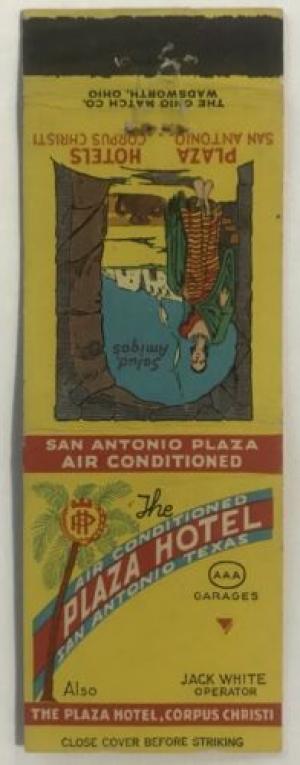 THE OHIO MATCH CO.
WADSWORTH, OHIO
PLAZA HOTELS
SAN ANTONIO CORPUS CHRISTI
Salud
Amigos
SAN ANTONIO PLAZA
AIR CONDITIONED
The
AIR CONDITIONED
PLAZA HOTEL
SAN ANTONIO TEXAS
PH
AAA
GARAGES
Also
JACK WHITE
OPERATOR
THE PLAZA HOTEL, CORPUS CHRISTI
CLOSE COVER BEFORE STRIKING